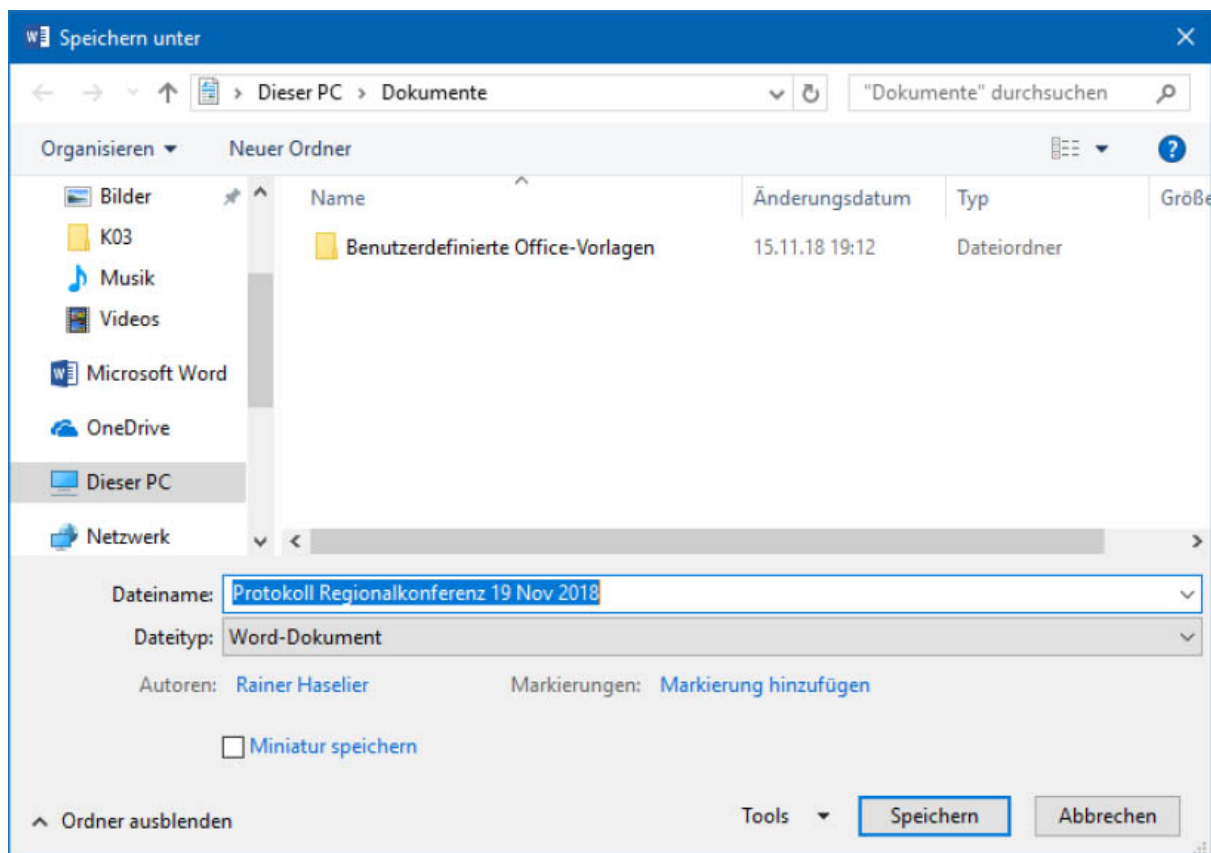 Speichern unter
Dieser PC › Dokumente
"Dokumente" durchsuchen
Organisieren
Neuer Ordner
Name
Änderungsdatum
Typ
Größe
Bilder
K03
Musik
Videos
Microsoft Word
OneDrive
Dieser PC
Netzwerk
Benutzerdefinierte Office-Vorlagen 15.11.18 19:12 Dateiordner
Dateiname: Protokoll Regionalkonferenz 19 Nov 2018
Dateityp: Word-Dokument
Autoren: Rainer Haselier Markierungen: Markierung hinzufügen
Miniatur speichern
Ordner ausblenden
Tools
Speichern
Abbrechen